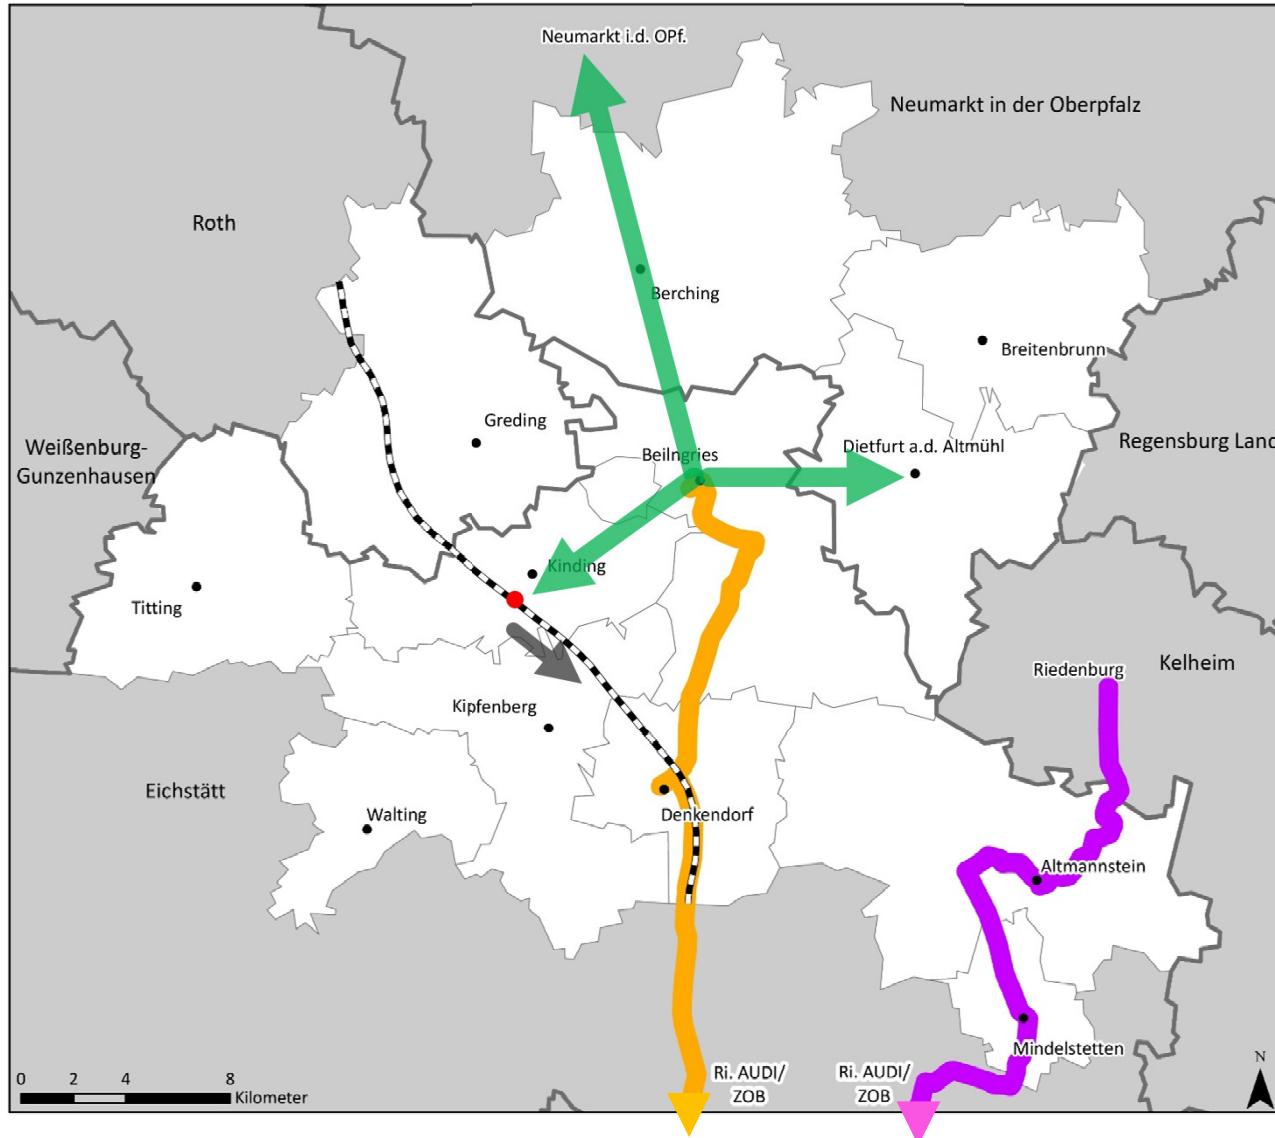 Neumarkt i.d. OPf.
Neumarkt in der Oberpfalz
Roth
Berching
Breitenbrunn
Greding
Weißenburg-
Gunzenhausen
Beilngries
Dietfurt a.d. Altmühl
Regensburg Land
Kinding
Titting
Riedenburg
Kelheim
Kipfenberg
Eichstätt
Walting
Denkendorf
Altmannstein
Mindelstetten
Ri. AUDI/
ZOB
Ri. AUDI/
ZOB
N
0 2 4 8
Kilometer